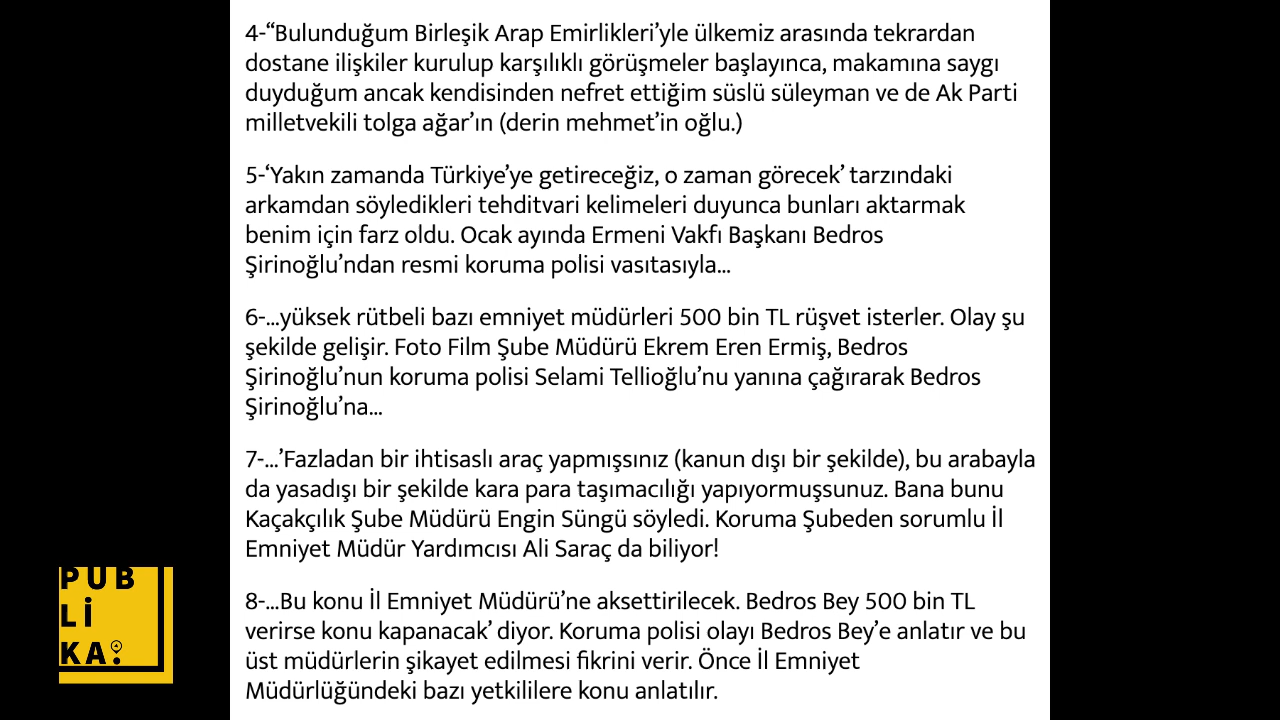 4-“Bulunduğum Birleşik Arap Emirlikleri’yle ülkemiz arasında tekrardan
dostane ilişkiler kurulup karşılıklı görüşmeler başlayınca, makamına saygı
duyduğum ancak kendisinden nefret ettiğim süslü süleyman ve de Ak Parti
milletvekili tolga ağar’ın (derin mehmet’in oğlu.)
5-‘Yakın zamanda Türkiye’ye getireceğiz, o zaman görecek’ tarzındaki
arkamdan söyledikleri tehditvari kelimeleri duyunca bunları aktarmak
benim için farz oldu. Ocak ayında Ermeni Vakfı Başkanı Bedros
Şirinoğlu’ndan resmi koruma polisi vasıtasıyla...
6-...yüksek rütbeli bazı emniyet müdürleri 500 bin TL rüşvet isterler. Olay şu
şekilde gelişir. Foto Film Şube Müdürü Ekrem Eren Ermiş, Bedros
Şirinoğlu’nun koruma polisi Selami Tellioğlu’nu yanına çağırarak Bedros
Şirinoğlu’na...
7-...’Fazladan bir ihtisaslı araç yapmışsınız (kanun dışı bir şekilde), bu arabayla
da yasadışı bir şekilde kara para taşımacılığı yapıyormuşsunuz. Bana bunu
Kaçakçılık Şube Müdürü Engin Süngü söyledi. Koruma Şubeden sorumlu İl
Emniyet Müdür Yardımcısı Ali Saraç da biliyor!
8-...Bu konu İl Emniyet Müdürü’ne aksettirilecek. Bedros Bey 500 bin TL
verirse konu kapanacak’ diyor. Koruma polisi olayı Bedros Bey’e anlatır ve bu
üst müdürlerin şikayet edilmesi fikrini verir. Önce İl Emniyet
Müdürlüğündeki bazı yetkililere konu anlatılır.
PUB
Lİ
KA